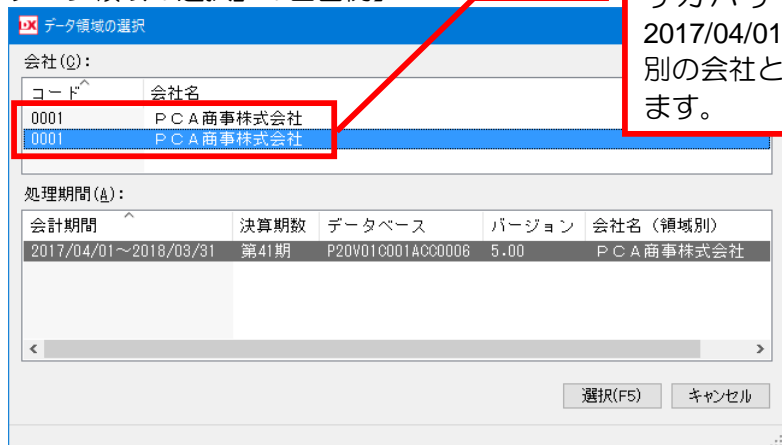 データ領域の選択
会社(C):
コード 会社名
0001 ＰＣＡ商事株式会社
0001 ＰＣＡ商事株式会社
処理期間(A):
会計期間 決算期数 データベース バージョン 会社名（領域別）
2017/04/01～2018/03/31 第41期 P20V01C001ACC0006 5.00 ＰＣＡ商事株式会社
選択(F5) キャンセル
2017/04/01
別の会社と
ます。